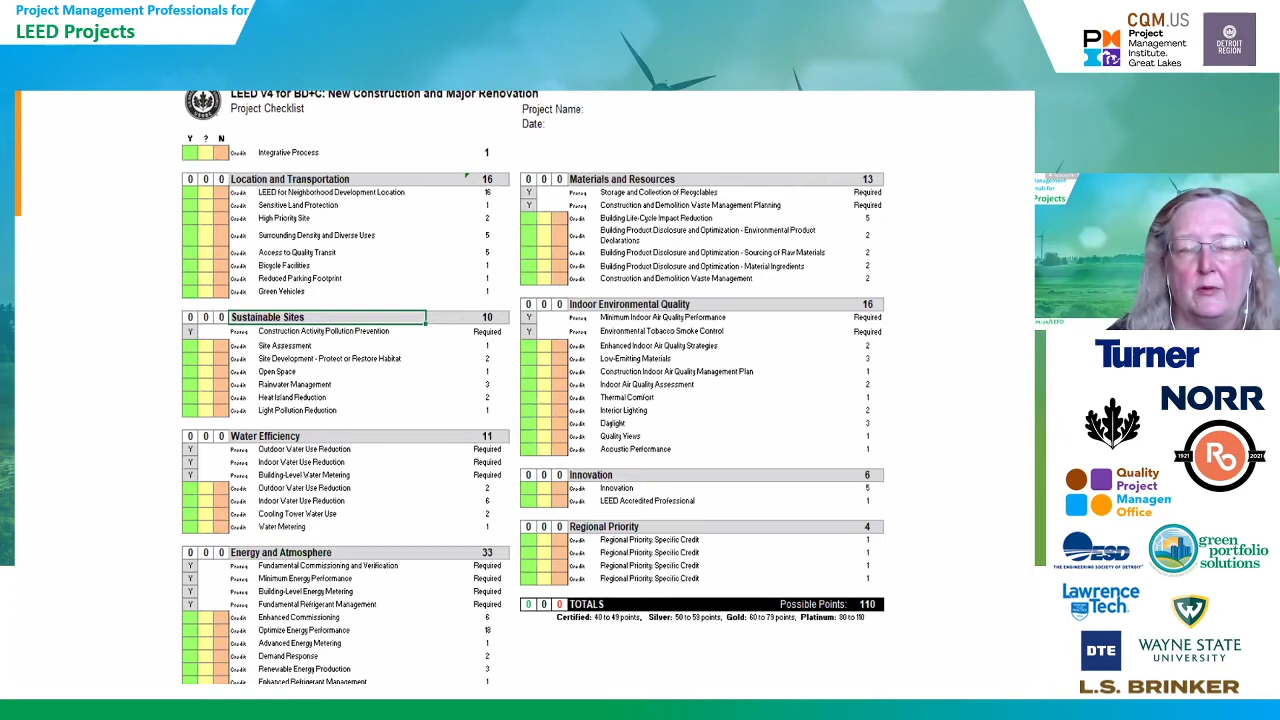 Project Management Professionals for
LEED Projects
CQM.US
PM
Project
Management
Institute.
Great Lakes
DETROIT
REGION
LEED v4 for BD+C: New Construction and Major Renovation
Project Checklist
Project Name:
Date:
Y ? N
Credit Integrative Process 1
0 0 0 Location and Transportation 16
Credit LEED for Neighborhood Development Location 16
Credit Sensitive Land Protection 1
Credit High Priority Site 2
Credit Surrounding Density and Diverse Uses 5
Credit Access to Quality Transit 5
Credit Bicycle Facilities 1
Credit Reduced Parking Footprint 1
Credit Green Vehicles 1
0 0 0 Sustainable Sites 10
Y Prereq Construction Activity Pollution Prevention Required
Credit Site Assessment 1
Credit Site Development - Protect or Restore Habitat 2
Credit Open Space 1
Credit Rainwater Management 3
Credit Heat Island Reduction 2
Credit Light Pollution Reduction 1
0 0 0 Water Efficiency 11
Y Prereq Outdoor Water Use Reduction Required
Y Prereq Indoor Water Use Reduction Required
Y Prereq Building-Level Water Metering Required
Credit Outdoor Water Use Reduction 2
Credit Indoor Water Use Reduction 6
Credit Cooling Tower Water Use 2
Credit Water Metering 1
0 0 0 Energy and Atmosphere 33
Y Prereq Fundamental Commissioning and Verification Required
Y Prereq Minimum Energy Performance Required
Y Prereq Building-Level Energy Metering Required
Y Prereq Fundamental Refrigerant Management Required
Credit Enhanced Commissioning 6
Credit Optimize Energy Performance 18
Credit Advanced Energy Metering 1
Credit Demand Response 2
Credit Renewable Energy Production 3
Credit Enhanced Refrigerant Management 1
0 0 0 Materials and Resources 13
Y Prereq Storage and Collection of Recyclables Required
Y Prereq Construction and Demolition Waste Management Planning Required
Credit Building Life-Cycle Impact Reduction 5
Credit Building Product Disclosure and Optimization - Environmental Product
Declarations 2
Credit Building Product Disclosure and Optimization - Sourcing of Raw Materials 2
Credit Building Product Disclosure and Optimization - Material Ingredients 2
Credit Construction and Demolition Waste Management 2
0 0 0 Indoor Environmental Quality 16
Y Prereq Minimum Indoor Air Quality Performance Required
Y Prereq Environmental Tobacco Smoke Control Required
Credit Enhanced Indoor Air Quality Strategies 2
Credit Low-Emitting Materials 3
Credit Construction Indoor Air Quality Management Plan 1
Credit Indoor Air Quality Assessment 2
Credit Thermal Comfort 1
Credit Interior Lighting 2
Credit Daylight 3
Credit Quality Views 1
Credit Acoustic Performance 1
0 0 0 Innovation 6
Credit Innovation 5
Credit LEED Accredited Professional 1
0 0 0 Regional Priority 4
Credit Regional Priority: Specific Credit 1
Credit Regional Priority: Specific Credit 1
Credit Regional Priority: Specific Credit 1
Credit Regional Priority: Specific Credit 1
0 0 0 TOTALS Possible Points: 110
Certified: 40 to 49 points, Silver: 50 to 59 points, Gold: 60 to 79 points, Platinum: 80 to 110
anagement
nals for
Projects
m.us/LEED
Turner
NORR
1921 Ro 2021
Quality
Project
Managem
Office
ESD
THE ENGINEERING SOCIETY OF DETROIT
green portfolio
solutions
Lawrence
Tech
W
DTE
WAYNE STATE
UNIVERSITY
L.S. BRINKER